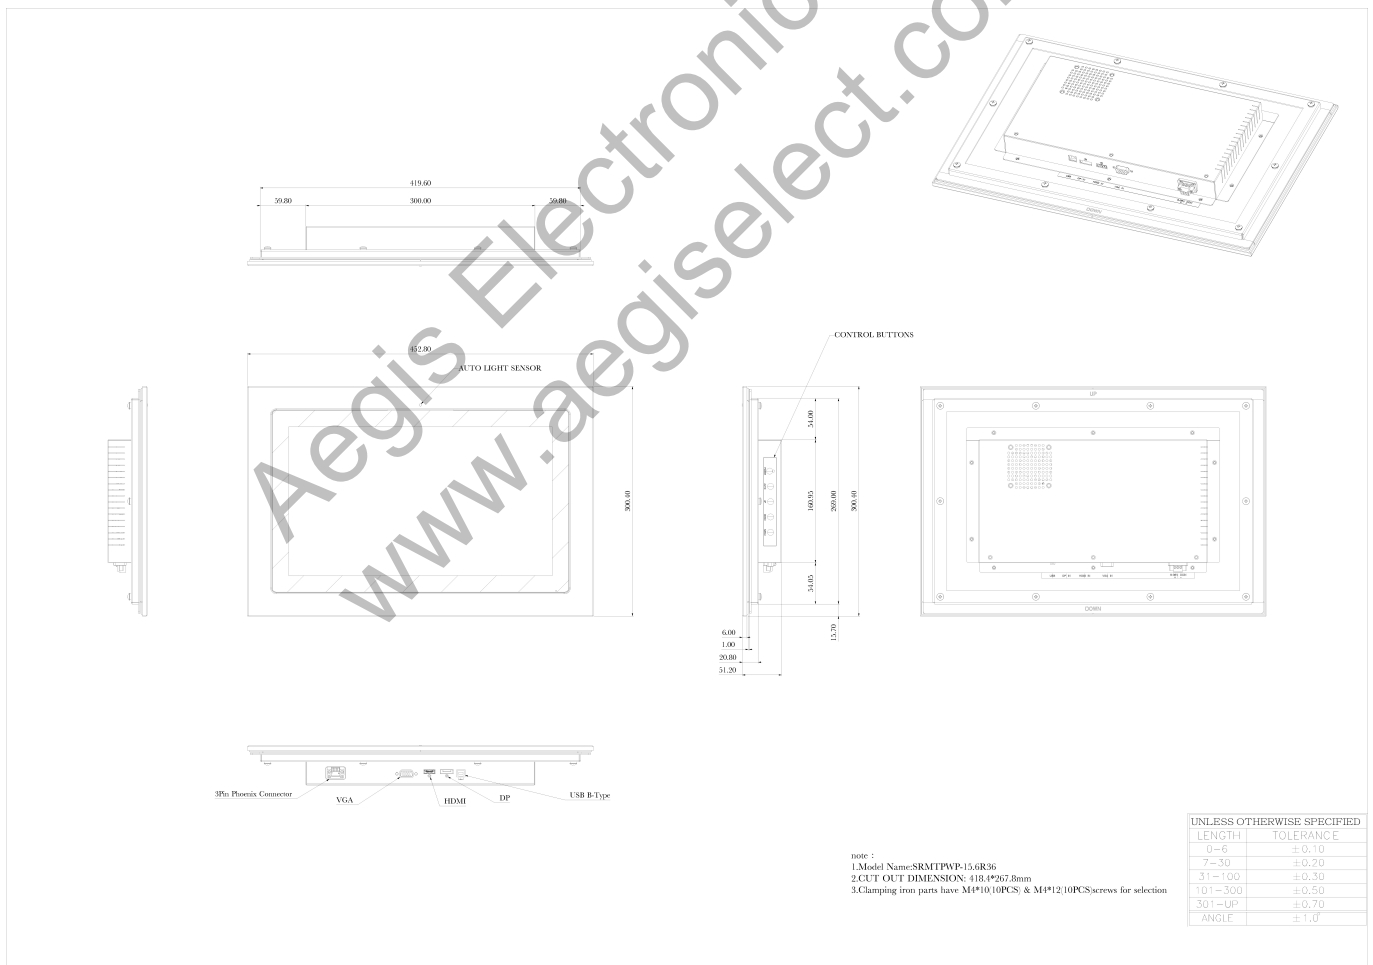 Aegis Electronic
www.aegiselect.co
419.60
59.80
300.00
59.80
452.80
AUTO LIGHT SENSOR
300.40
CONTROL BUTTONS
54.00
160.95
269.00
300.40
54.05
15.70
6.00
1.00
20.80
51.20
UP
DOWN
DOWN
3Pin Phoenix Connector
VGA
HDMI
DP
USB B-Type
note：
1.Model Name:SRMTPWP-15.6R36
2.CUT OUT DIMENSION: 418.4*267.8mm
3.Clamping iron parts have M4*10(10PCS) & M4*12(10PCS)screws for selection
UNLESS OTHERWISE SPECIFIED
LENGTH TOLERANCE
0-6 ±0.10
7-30 ±0.20
31-100 ±0.30
101-300 ±0.50
301-UP ±0.70
ANGLE ±1.0°